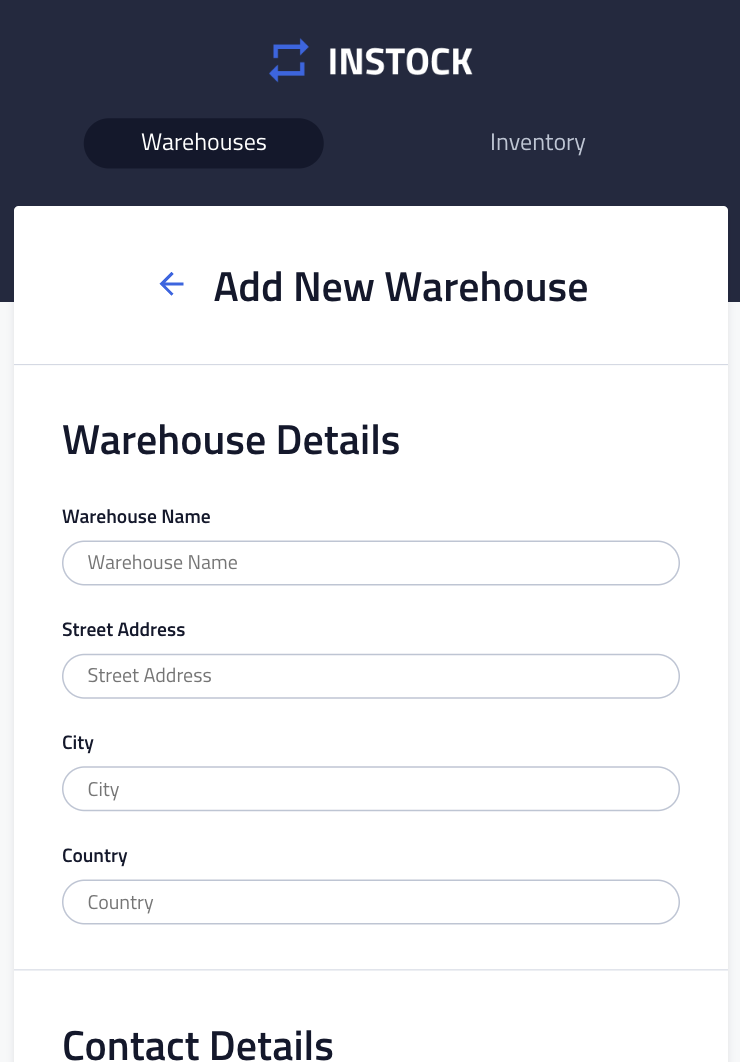 INSTOCK
Warehouses Inventory
Add New Warehouse
Warehouse Details
Warehouse Name
Warehouse Name
Street Address
Street Address
City
City
Country
Country
Contact Details